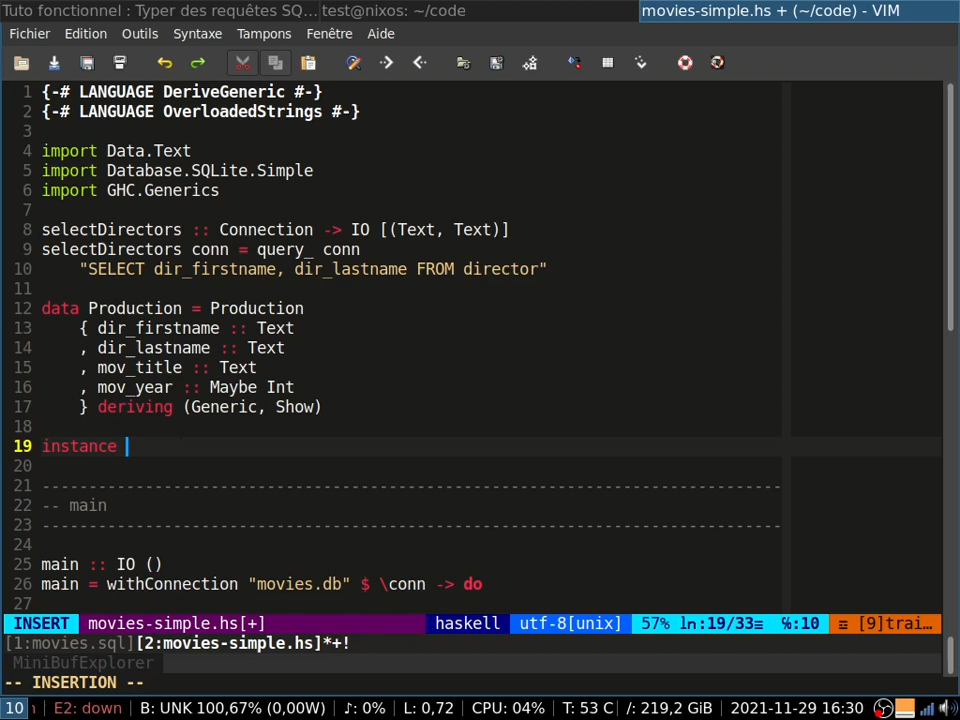 Tuto fonctionnel : Typer des requêtes SQ... test@nixos: ~/code movies-simple.hs + (~/code) - VIM
Fichier Edition Outils Syntaxe Tampons Fenêtre Aide
1 {-# LANGUAGE DeriveGeneric #-}
2 {-# LANGUAGE OverloadedStrings #-}
3
4 import Data.Text
5 import Database.SQLite.Simple
6 import GHC.Generics
7
8 selectDirectors :: Connection -> IO [(Text, Text)]
9 selectDirectors conn = query_ conn
10     "SELECT dir_firstname, dir_lastname FROM director"
11
12 data Production = Production
13     { dir_firstname :: Text
14     , dir_lastname :: Text
15     , mov_title :: Text
16     , mov_year :: Maybe Int
17     } deriving (Generic, Show)
18
19 instance
20
21 -------------------------------------------------------------------------------
22 -- main
23 -------------------------------------------------------------------------------
24
25 main :: IO ()
26 main = withConnection "movies.db" $ \conn -> do
27
INSERT movies-simple.hs[+] haskell utf-8[unix] 57% ln:19/33≡ ℅:10 ☲ [9]trai…
[1:movies.sql][2:movies-simple.hs]*+!
MiniBufExplorer
-- INSERTION --
10 E2: down | B: UNK 100,67% (0,00W) | ♪: 0% | L: 0,72 | CPU: 04% | T: 53 C | /: 219,2 GiB | 2021-11-29 16:30